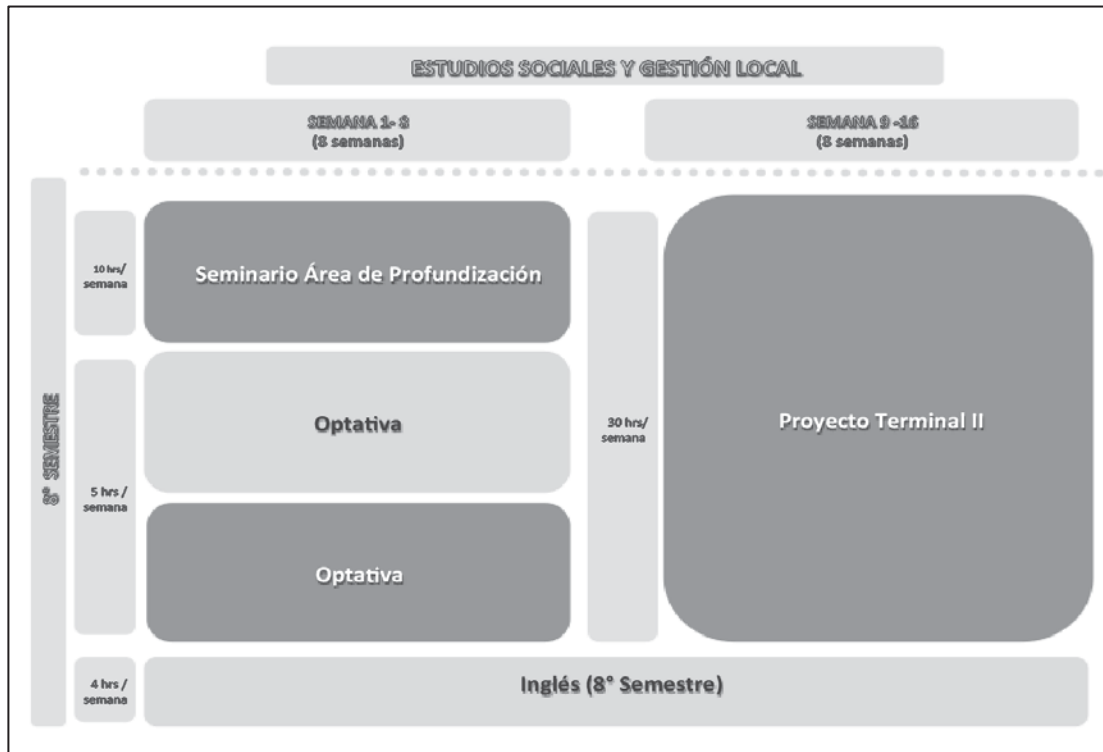 ESTUDIOS SOCIALES Y GESTIÓN LOCAL
SEMANA 1- 8
(8 semanas)
SEMANA 9 -16
(8 semanas)
8° SEMESTRE
10 hrs/
semana
Seminario Área de Profundización
5 hrs /
semana
Optativa
Optativa
30 hrs/
semana
Proyecto Terminal II
4 hrs /
semana
Inglés (8° Semestre)